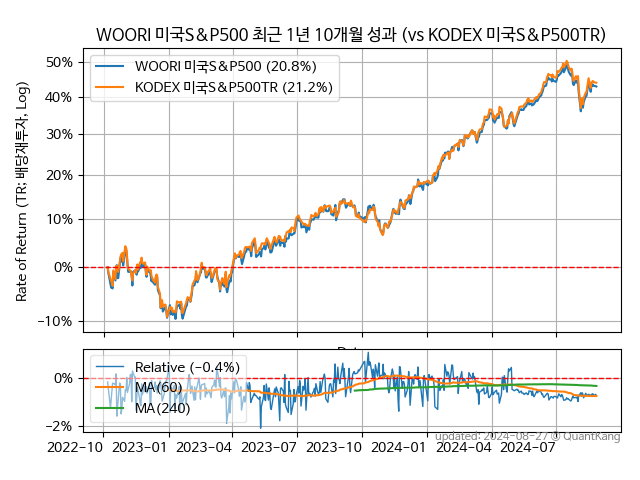 WOORI 미국S&P500 최근 1년 10개월 성과 (vs KODEX 미국S&P500TR)
WOORI 미국S&P500 (20.8%)
KODEX 미국S&P500TR (21.2%)
Rate of Return (TR: 배당재투자, Log)
50%
40%
30%
20%
10%
0%
−10%
Relative (−0.4%)
MA(60)
MA(240)
0%
−2%
2022-10 2023-01 2023-04 2023-07 2023-10 2024-01 2024-04 2024-07
updated: 2024-08-27 @ QuantKang